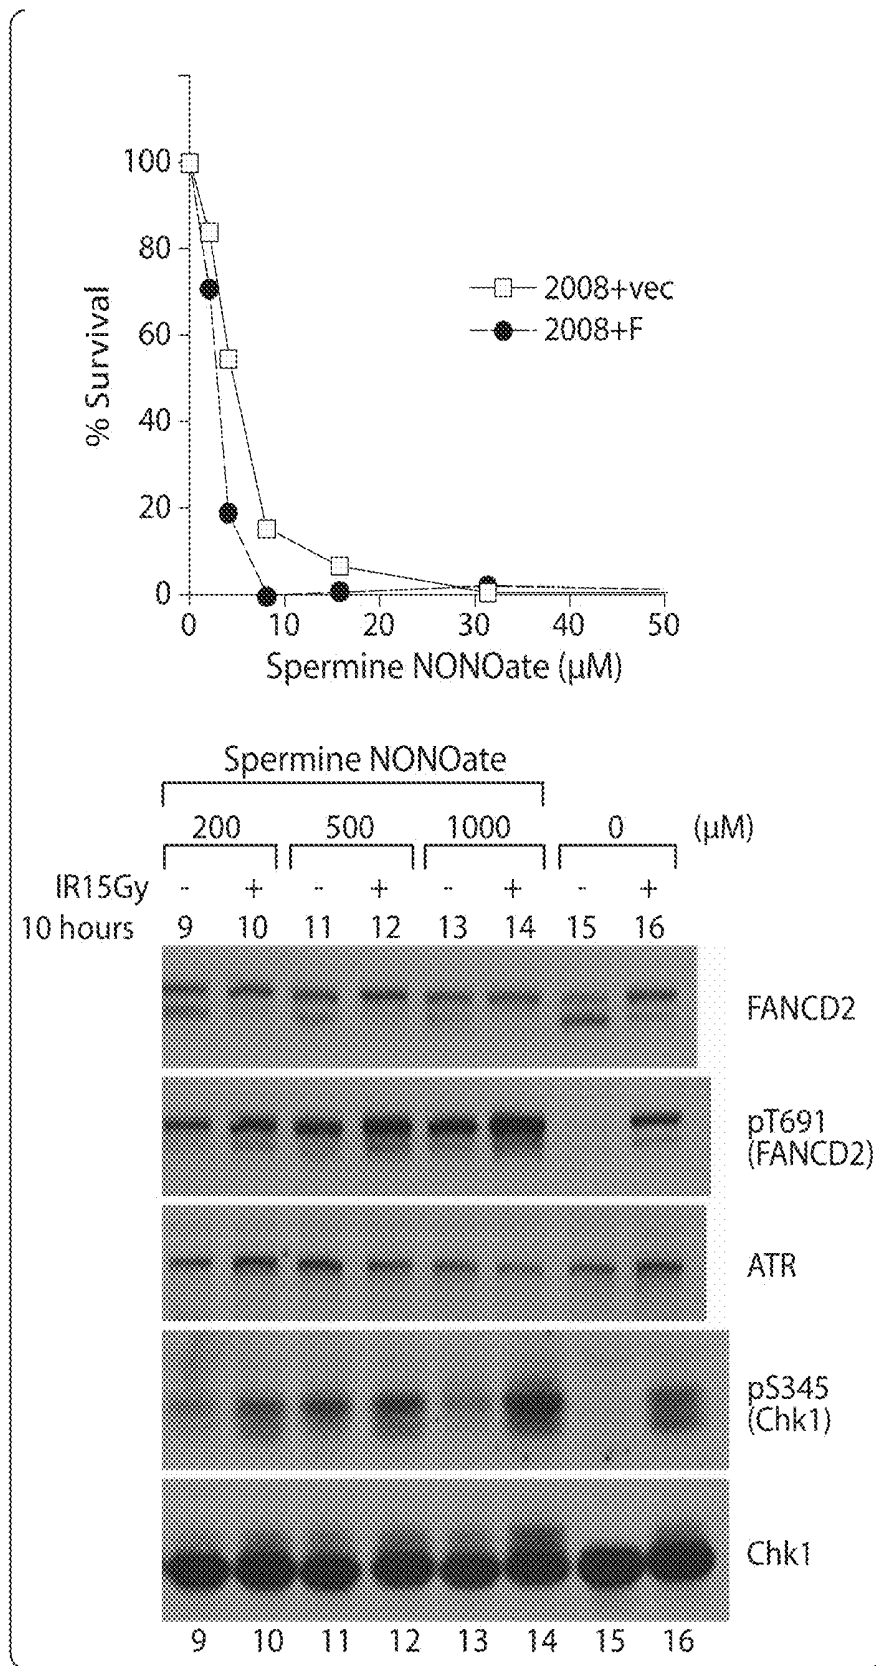 100
80
60
40
20
0
% Survival
2008+vec
2008+F
0 10 20 30 40 50
Spermine NONOate (µM)
Spermine NONOate
200 500 1000 0 (µM)
IR15Gy - + - + - + - +
10 hours 9 10 11 12 13 14 15 16
FANCD2
pT691
(FANCD2)
ATR
pS345
(Chk1)
Chk1
9 10 11 12 13 14 15 16